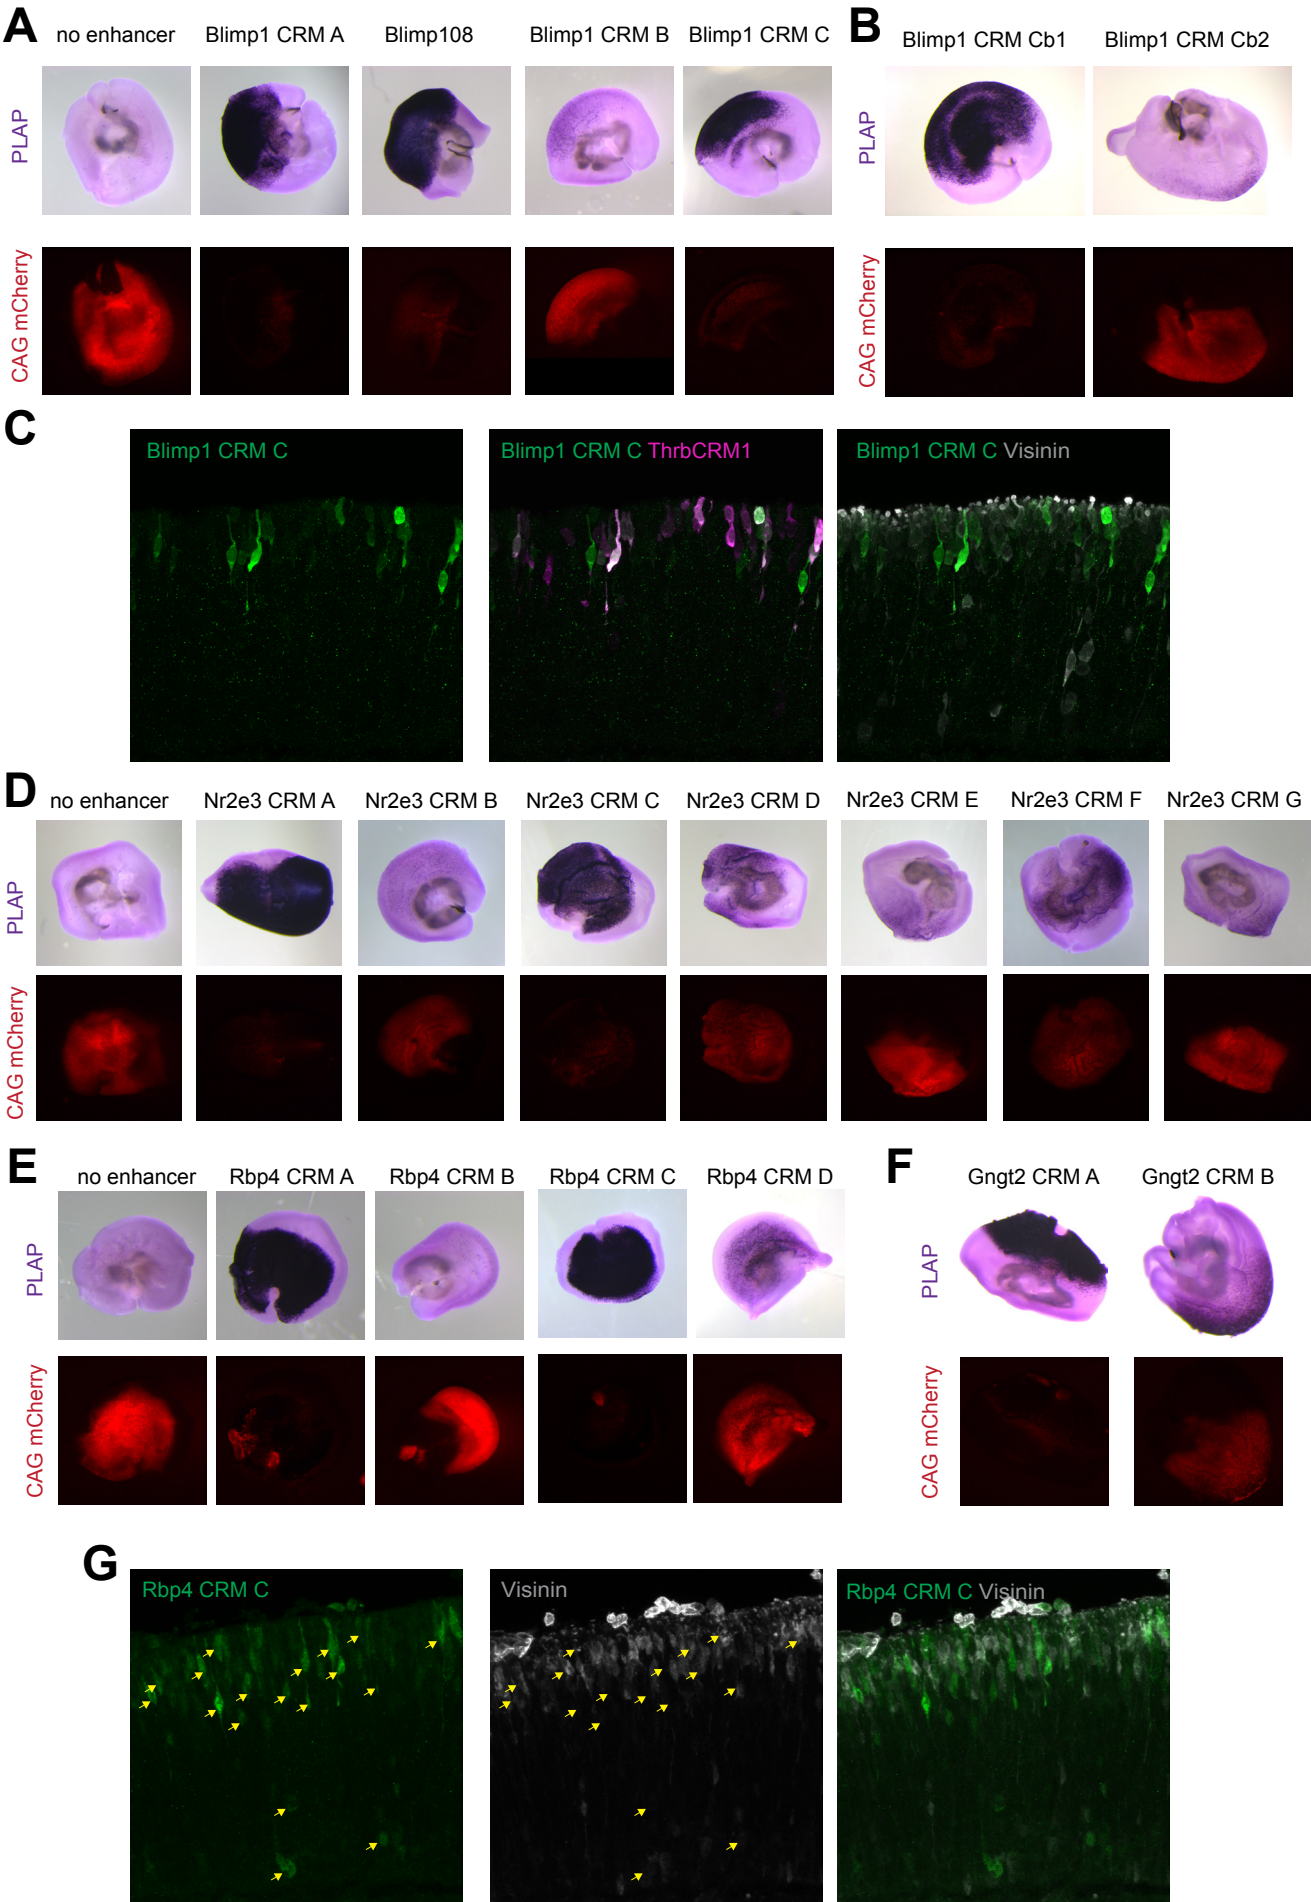 A
no enhancer
Blimp1 CRM A
Blimp108
Blimp1 CRM B
Blimp1 CRM C
PLAP
CAG mCherry
B
Blimp1 CRM Cb1
Blimp1 CRM Cb2
PLAP
CAG mCherry
C
Blimp1 CRM C
Blimp1 CRM C ThrbCRM1
Blimp1 CRM C Visinin
D
no enhancer
Nr2e3 CRM A
Nr2e3 CRM B
Nr2e3 CRM C
Nr2e3 CRM D
Nr2e3 CRM E
Nr2e3 CRM F
Nr2e3 CRM G
PLAP
CAG mCherry
E
no enhancer
Rbp4 CRM A
Rbp4 CRM B
Rbp4 CRM C
Rbp4 CRM D
PLAP
CAG mCherry
F
Gngt2 CRM A
Gngt2 CRM B
PLAP
CAG mCherry
G
Rbp4 CRM C
Visinin
Rbp4 CRM C Visinin